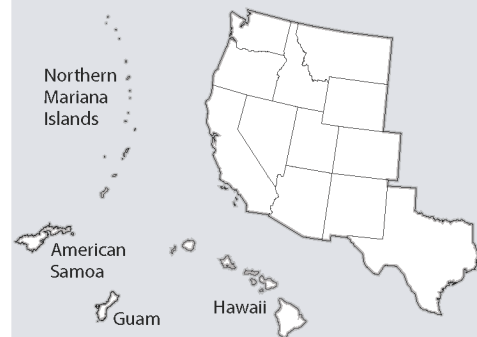 Northern
Mariana
Islands
American
Samoa
Guam
Hawaii